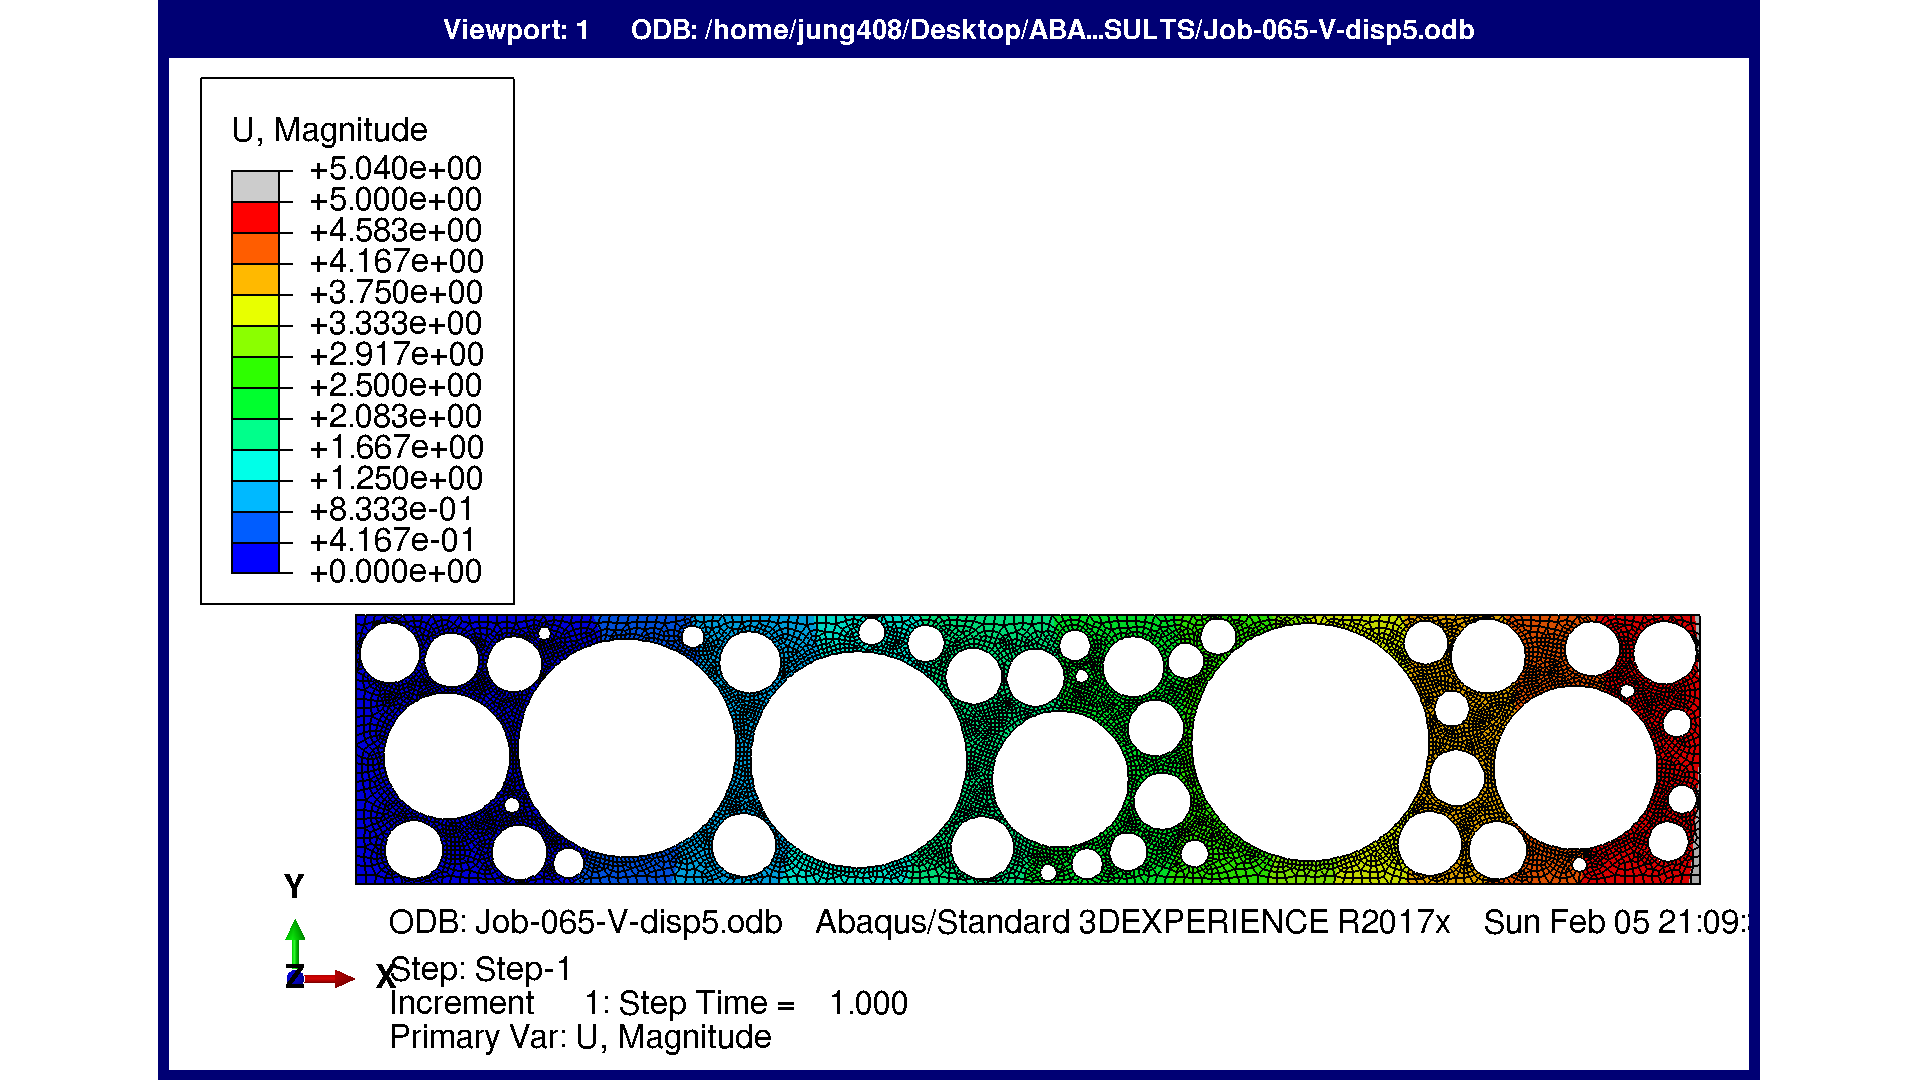 Viewport: 1 ODB: /home/jung408/Desktop/ABA...SULTS/Job-065-V-disp5.odb
U, Magnitude
+5.040e+00
+5.000e+00
+4.583e+00
+4.167e+00
+3.750e+00
+3.333e+00
+2.917e+00
+2.500e+00
+2.083e+00
+1.667e+00
+1.250e+00
+8.333e-01
+4.167e-01
+0.000e+00
Y
Z
X
ODB: Job-065-V-disp5.odb Abaqus/Standard 3DEXPERIENCE R2017x Sun Feb 05 21:09:
Step: Step-1
Increment 1: Step Time = 1.000
Primary Var: U, Magnitude